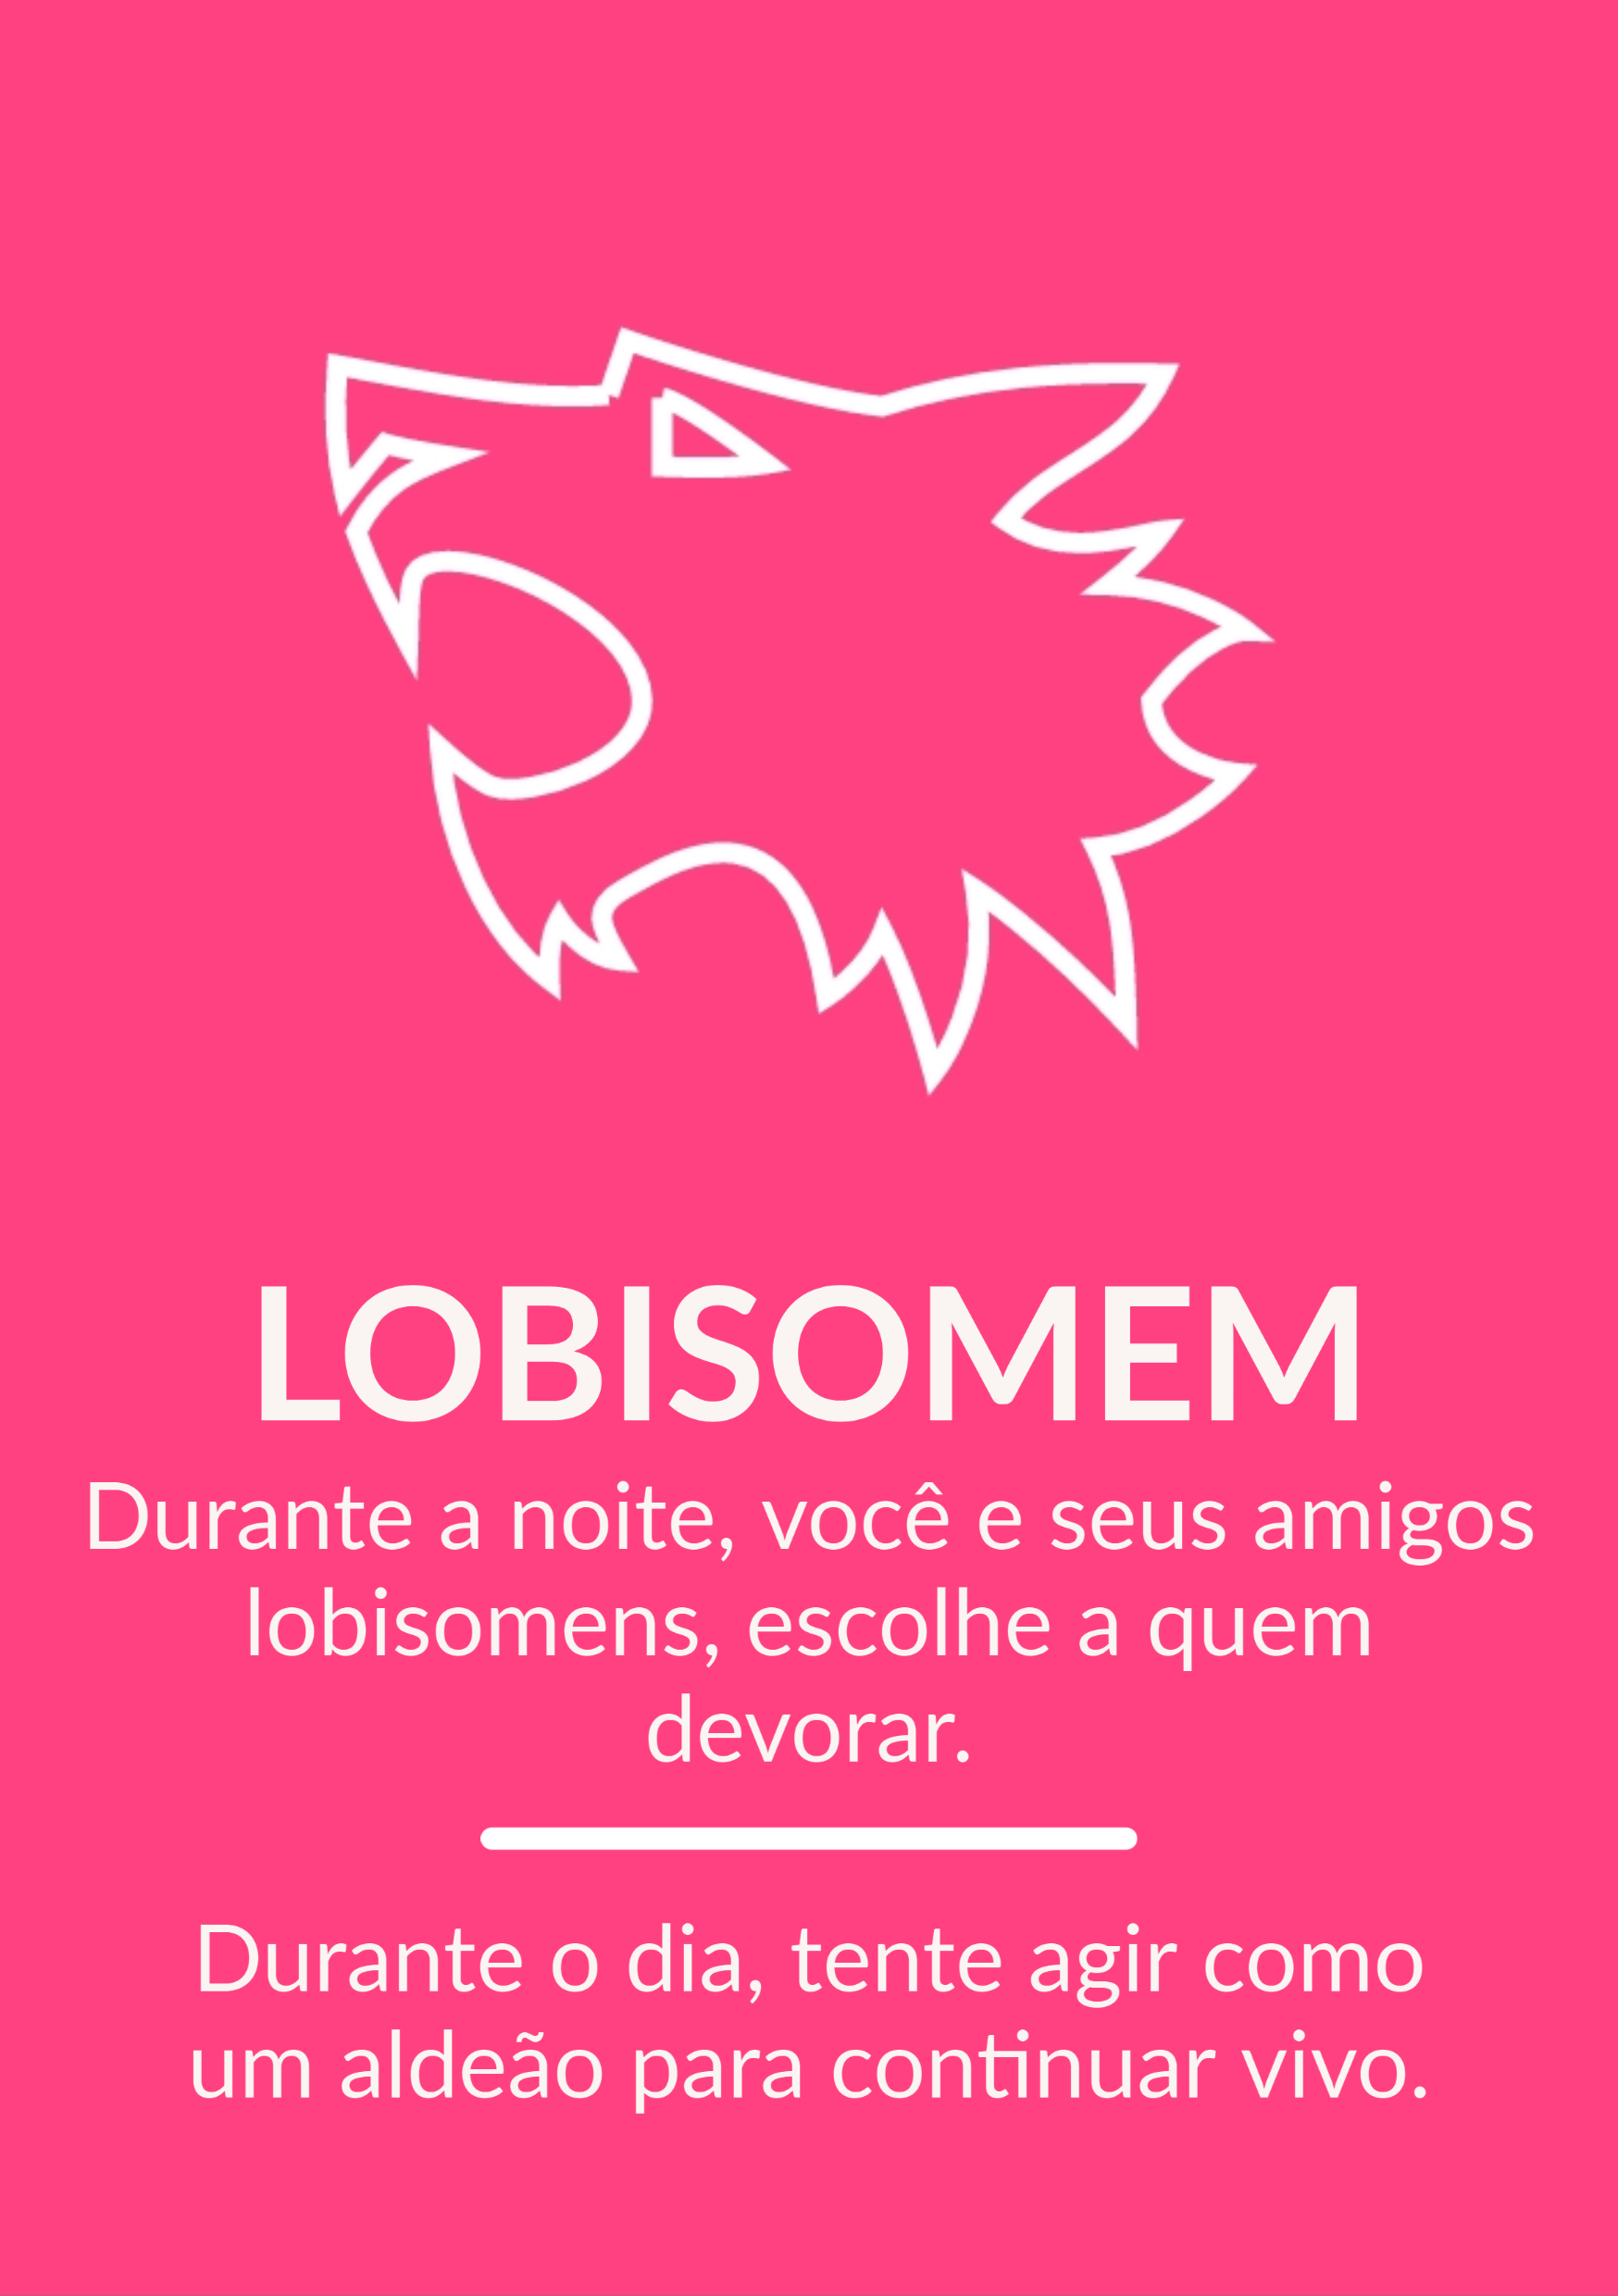 LOBISOMEM
Durante a noite, você e seus amigos
lobisomens, escolhe a quem
devorar.
Durante o dia, tente agir como
um aldeão para continuar vivo.